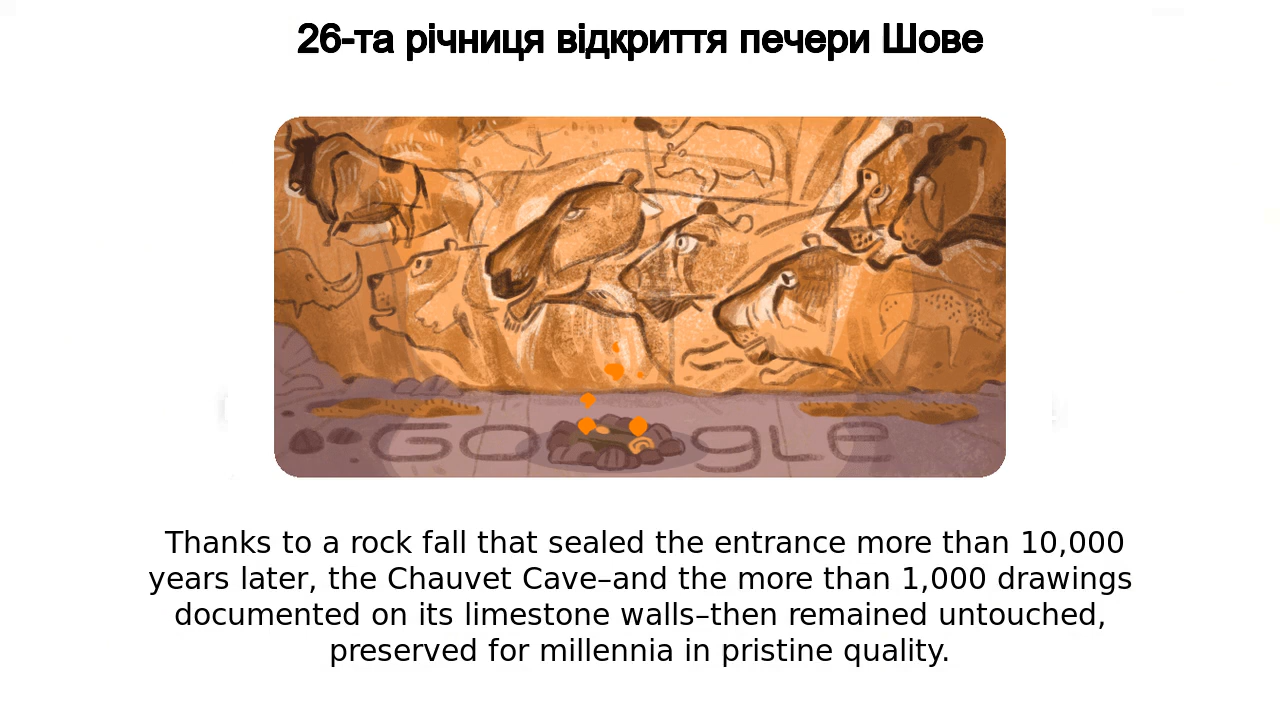 26-та річниця відкриття печери Шове
GOOGLE
Thanks to a rock fall that sealed the entrance more than 10,000
years later, the Chauvet Cave–and the more than 1,000 drawings
documented on its limestone walls–then remained untouched,
preserved for millennia in pristine quality.